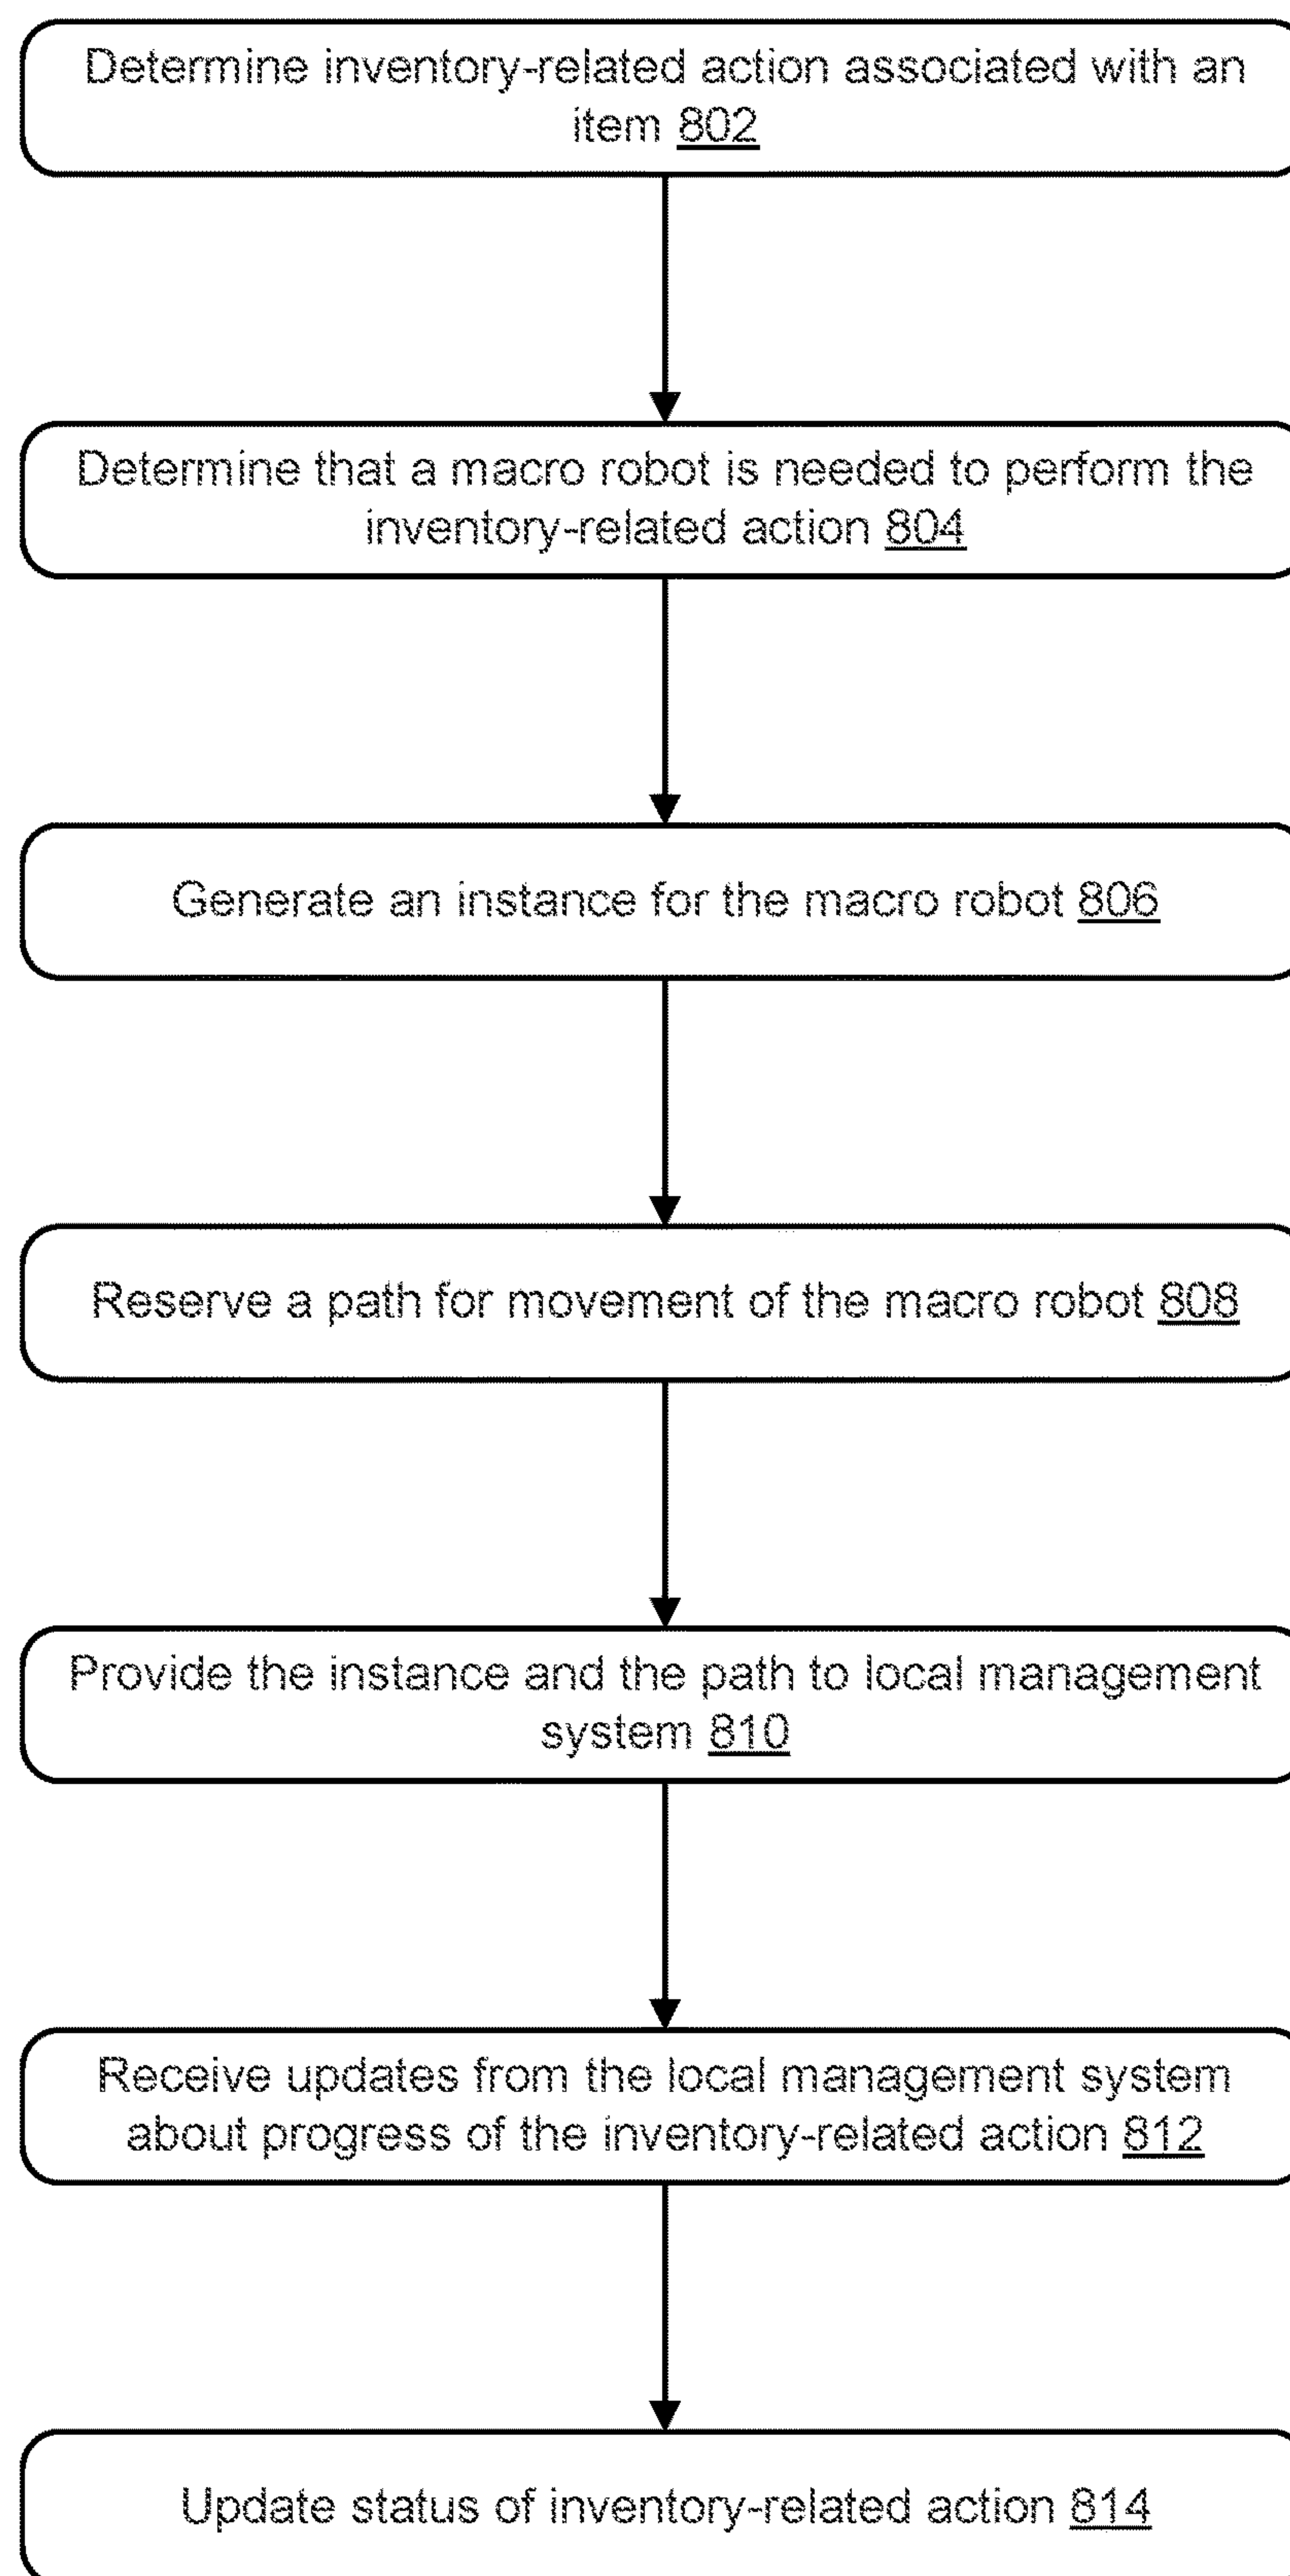 Determine inventory-related action associated with an
item 802
Determine that a macro robot is needed to perform the
inventory-related action 804
Generate an instance for the macro robot 806
Reserve a path for movement of the macro robot 808
Provide the instance and the path to local management
system 810
Receive updates from the local management system
about progress of the inventory-related action 812
Update status of inventory-related action 814